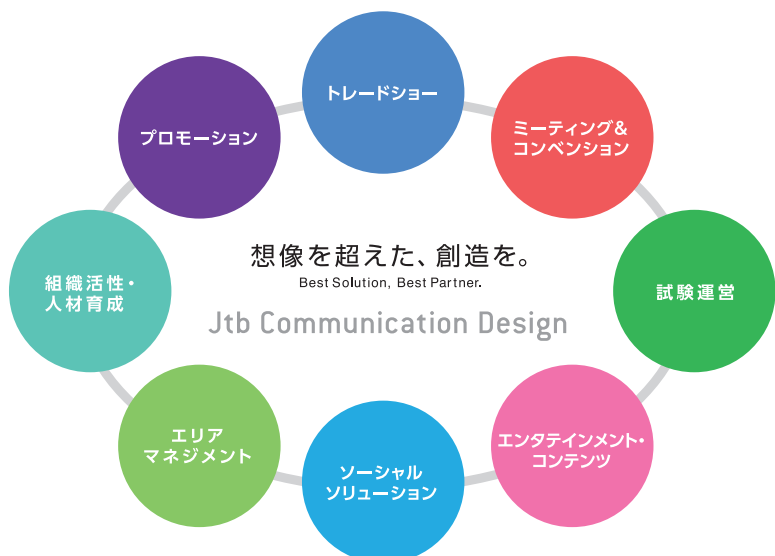 トレードショー
ミーティング&
コンベンション
試験運営
エンタテインメント・
コンテンツ
ソーシャル
ソリューション
エリア
マネジメント
組織活性・
人材育成
プロモーション
想像を超えた、創造を。
Best Solution, Best Partner.
Jtb Communication Design